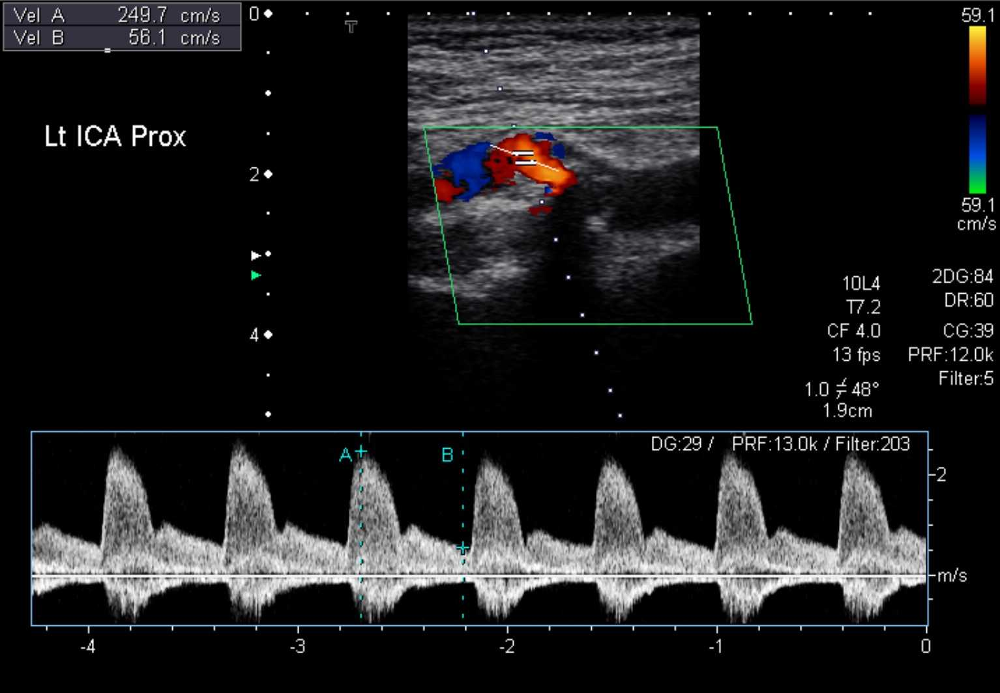 Vel A 249.7 cm/s
Vel B 56.1 cm/s
Lt ICA Prox
0
2
4
T
59.1
59.1
cm/s
10L4
T7.2
CF 4.0
13 fps
2DG:84
DR:60
CG:39
PRF:12.0k
Filter:5
1.0 48°
1.9cm
DG:29 / PRF:13.0k / Filter:203
A
B
2
m/s
-4 -3 -2 -1 0